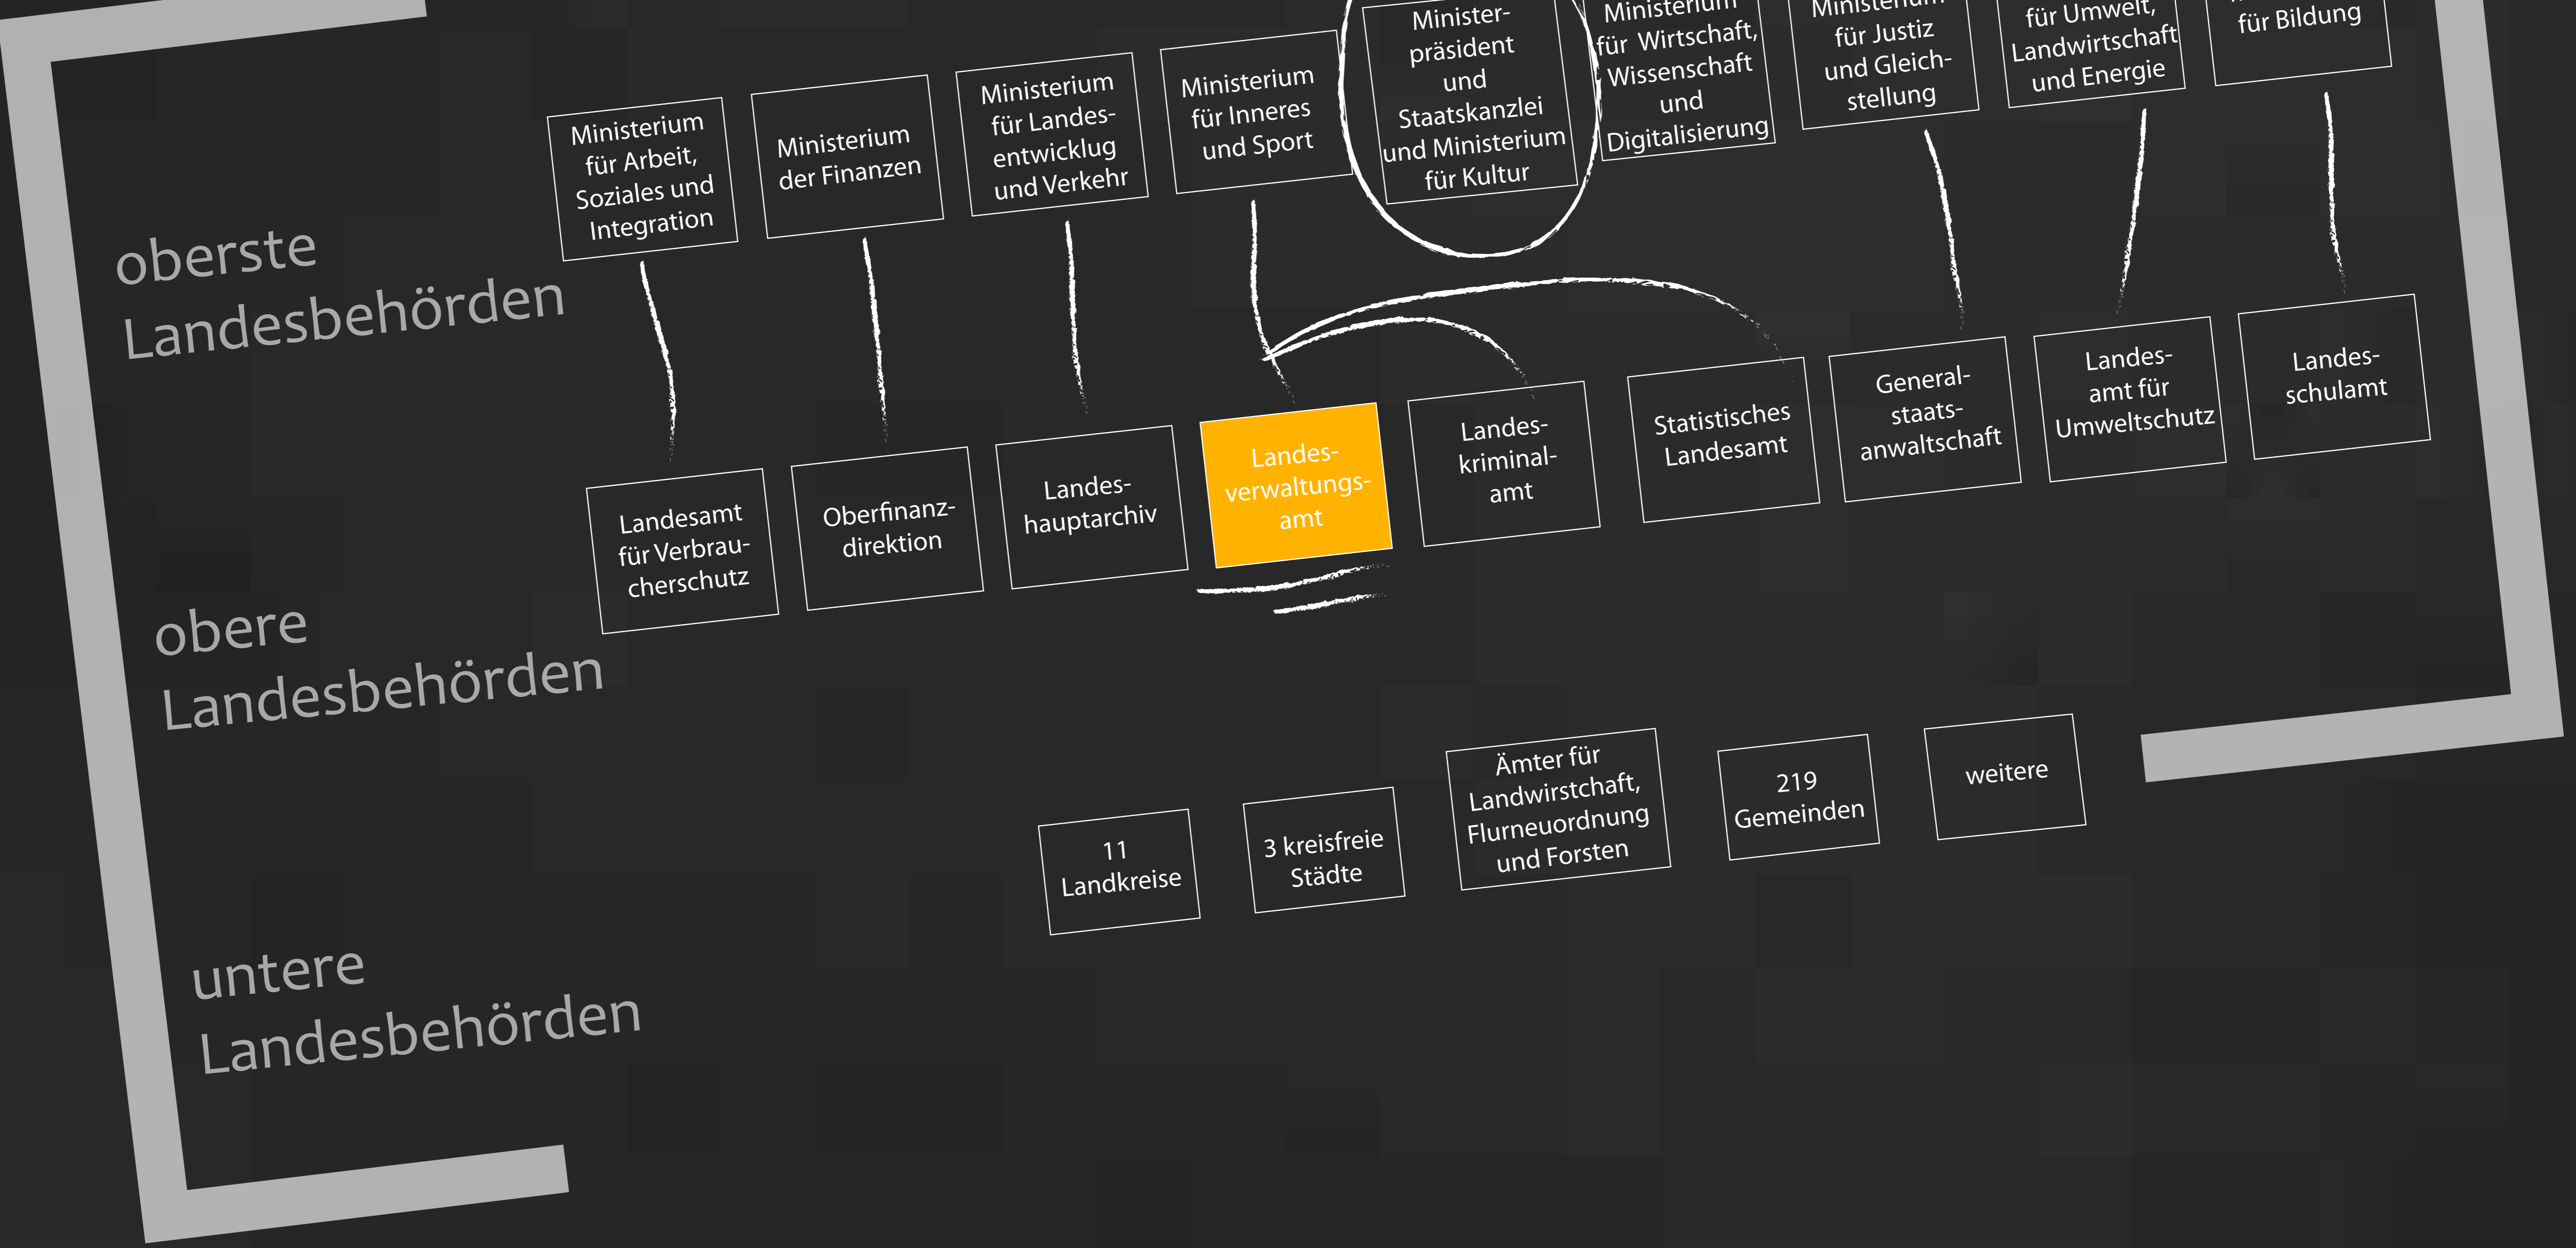 oberste
Landesbehörden
Ministerium
für Arbeit,
Soziales und
Integration
Ministerium
der Finanzen
Ministerium
für Landes-
entwicklug
und Verkehr
Ministerium
für Inneres
und Sport
Minister-
präsident
und
Staatskanzlei
und Ministerium
für Kultur
Ministerium
für Wirtschaft,
Wissenschaft
und
Digitalisierung
Ministerium
für Justiz
und Gleich-
stellung
für Umwelt,
Landwirtschaft
und Energie
für Bildung
obere
Landesbehörden
Landesamt
für Verbrau-
cherschutz
Oberfinanz-
direktion
Landes-
hauptarchiv
Landes-
verwaltungs-
amt
Landes-
kriminal-
amt
Statistisches
Landesamt
General-
staats-
anwaltschaft
Landes-
amt für
Umweltschutz
Landes-
schulamt
untere
Landesbehörden
11
Landkreise
3 kreisfreie
Städte
Ämter für
Landwirstchaft,
Flurneuordnung
und Forsten
219
Gemeinden
weitere